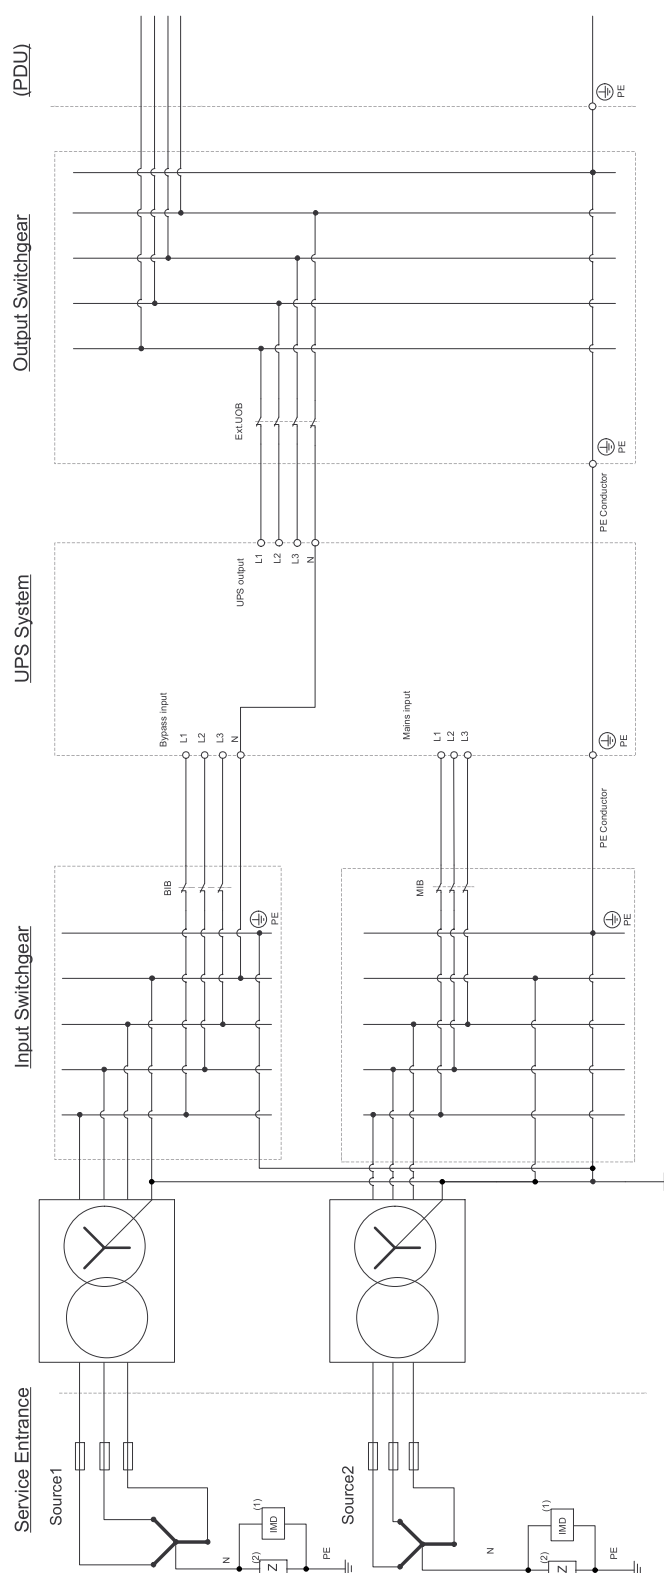 Service Entrance
Input Switchgear
UPS System
Output Switchgear
(PDU)
Source1
N
(2)
Z
(1)
IMD
PE
BIB
PE
Bypass input
L1
L2
L3
N
UPS output
L1
L2
L3
N
Ext.UOB
Source2
N
(2)
Z
(1)
IMD
PE
MIB
PE
Mains input
L1
L2
L3
PE Conductor
PE
PE Conductor
PE
PE